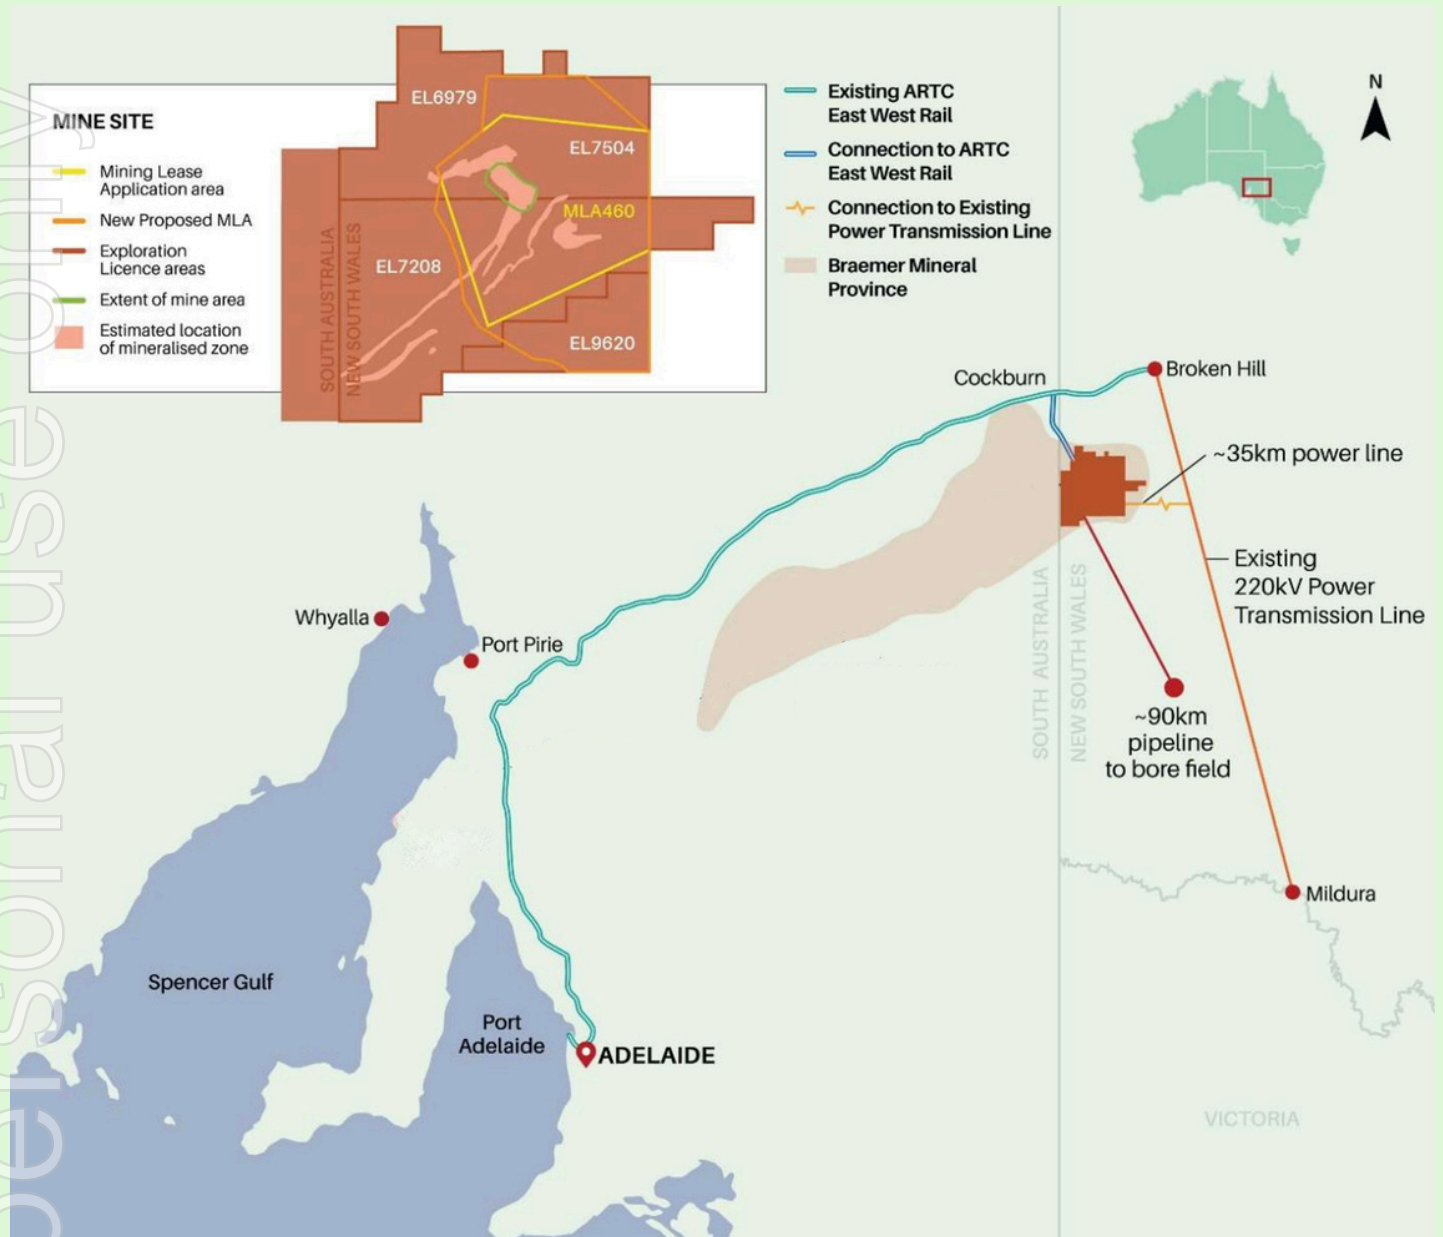 MINE SITE
Mining Lease
Application area
New Proposed MLA
Exploration
Licence areas
Extent of mine area
Estimated location
of mineralised zone
EL6979
EL7504
MLA460
EL7208
EL9620
SOUTH AUSTRALIA
NEW SOUTH WALES
Existing ARTC
East West Rail
Connection to ARTC
East West Rail
Connection to Existing
Power Transmission Line
Braemer Mineral
Province
N
Cockburn
Broken Hill
~35km power line
Existing
220kV Power
Transmission Line
Whyalla
Port Pirie
SOUTH AUSTRALIA
NEW SOUTH WALES
~90km
pipeline
to bore field
Mildura
Spencer Gulf
Port
Adelaide
ADELAIDE
VICTORIA
personal use only